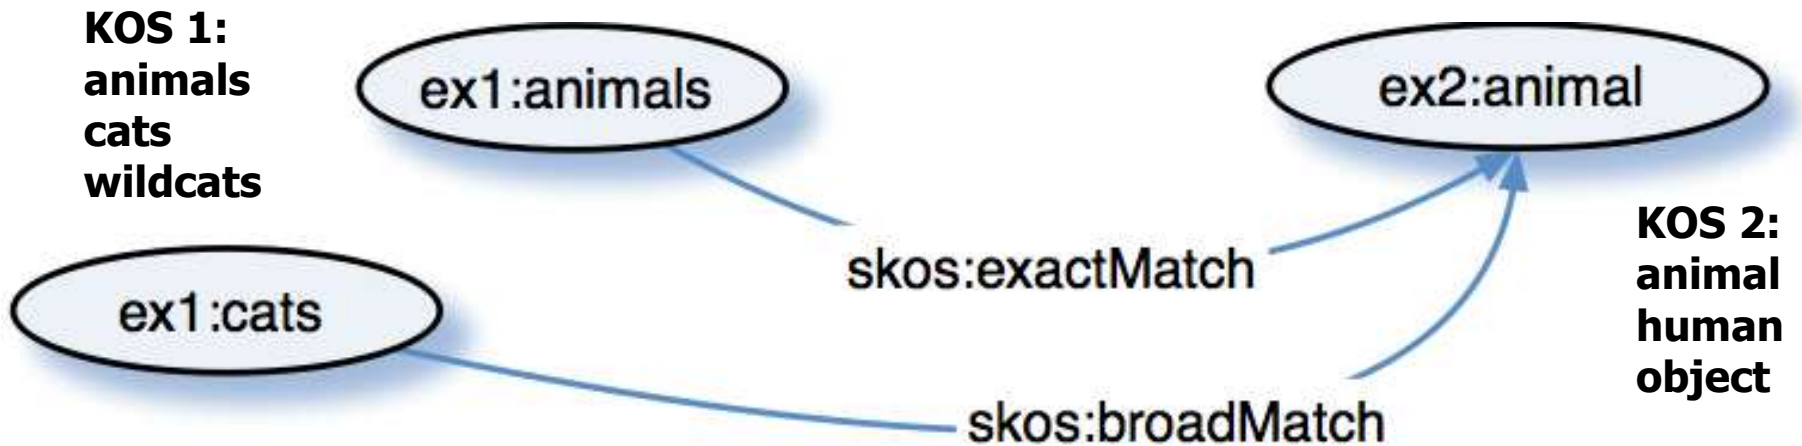 KOS 1:
animals
cats
wildcats
ex1:animals
ex2:animal
skos:exactMatch
ex1:cats
skos:broadMatch
KOS 2:
animal
human
object